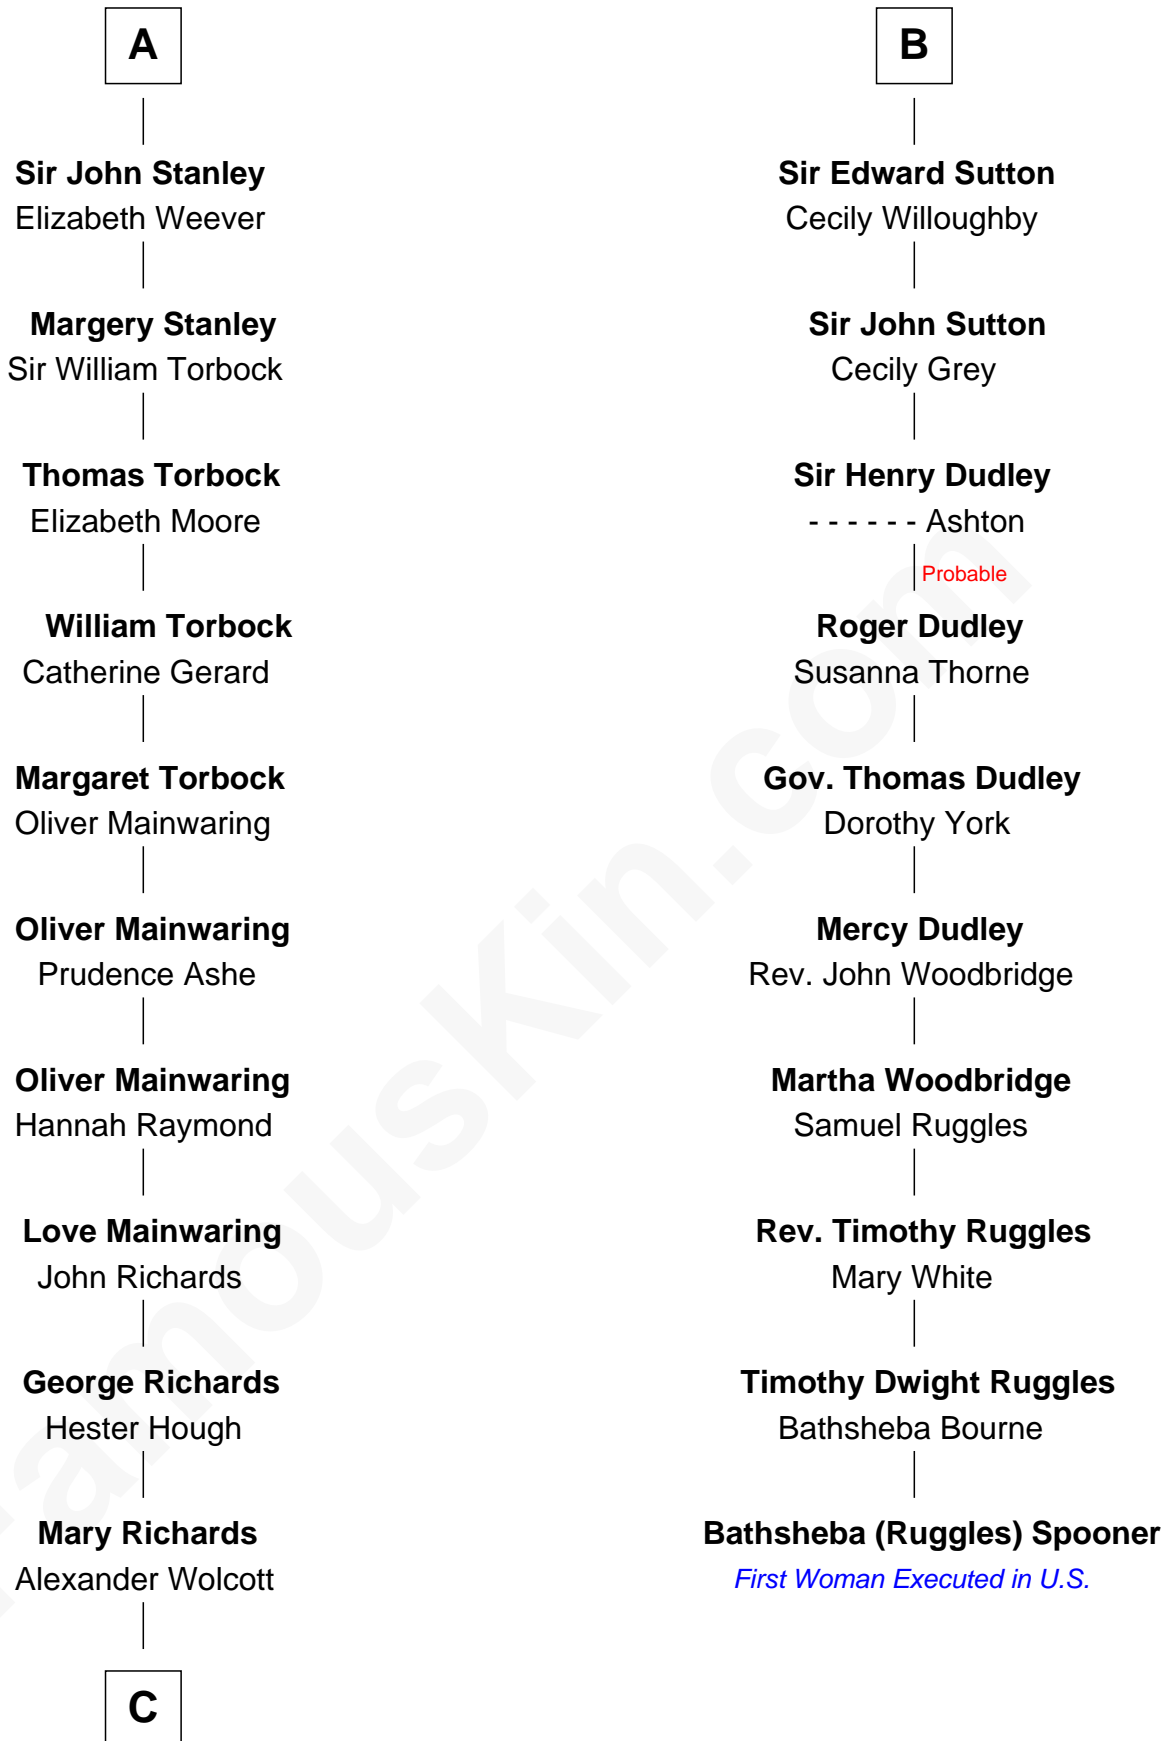 A
Sir John Stanley
Elizabeth Weever
Margery Stanley
Sir William Torbock
Thomas Torbock
Elizabeth Moore
William Torbock
Catherine Gerard
Margaret Torbock
Oliver Mainwaring
Oliver Mainwaring
Prudence Ashe
Oliver Mainwaring
Hannah Raymond
Love Mainwaring
John Richards
George Richards
Hester Hough
Mary Richards
Alexander Wolcott
C
B
Sir Edward Sutton
Cecily Willoughby
Sir John Sutton
Cecily Grey
Sir Henry Dudley
- - - - - - Ashton
Probable
Roger Dudley
Susanna Thorne
Gov. Thomas Dudley
Dorothy York
Mercy Dudley
Rev. John Woodbridge
Martha Woodbridge
Samuel Ruggles
Rev. Timothy Ruggles
Mary White
Timothy Dwight Ruggles
Bathsheba Bourne
Bathsheba (Ruggles) Spooner
First Woman Executed in U.S.
FamousKin.com